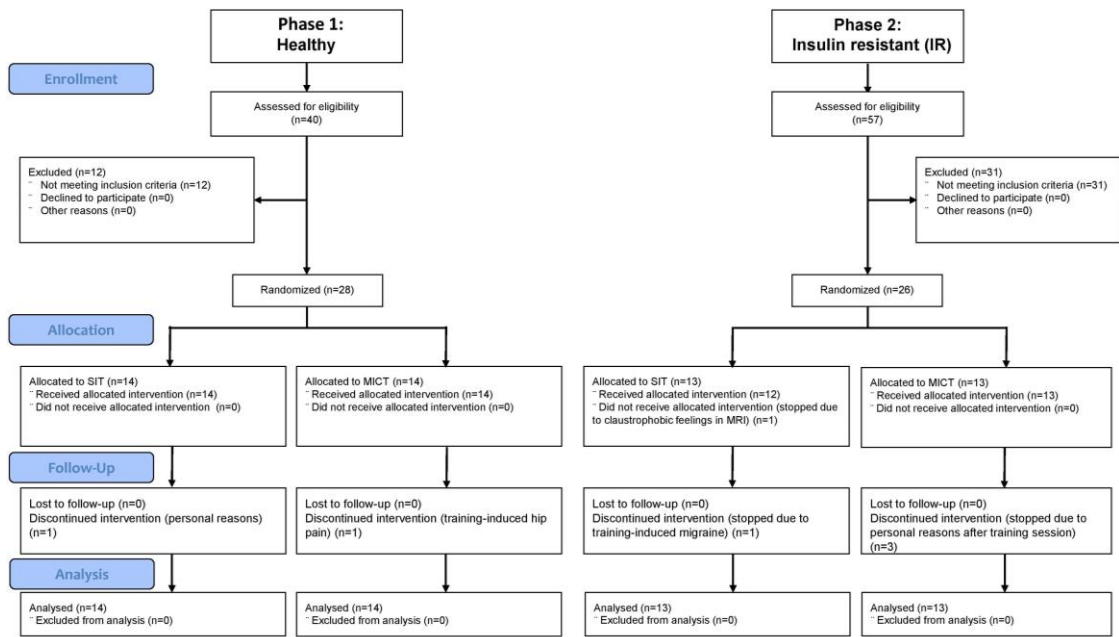 Phase 1:
Healthy
Phase 2:
Insulin resistant (IR)
Enrollment
Assessed for eligibility
(n=40)
Assessed for eligibility
(n=57)
Excluded (n=12)
¨ Not meeting inclusion criteria (n=12)
¨ Declined to participate (n=0)
¨ Other reasons (n=0)
Excluded (n=31)
¨ Not meeting inclusion criteria (n=31)
¨ Declined to participate (n=0)
¨ Other reasons (n=0)
Randomized (n=28)
Randomized (n=26)
Allocation
Allocated to SIT (n=14)
¨ Received allocated intervention (n=14)
¨ Did not receive allocated intervention (n=0)
Allocated to MICT (n=14)
¨ Received allocated intervention (n=14)
¨ Did not receive allocated intervention (n=0)
Allocated to SIT (n=13)
¨ Received allocated intervention (n=12)
¨ Did not receive allocated intervention (stopped due
to claustrophobic feelings in MRI) (n=1)
Allocated to MICT (n=13)
¨ Received allocated intervention (n=13)
¨ Did not receive allocated intervention (n=0)
Follow-Up
Lost to follow-up (n=0)
Discontinued intervention (personal reasons)
(n=1)
Lost to follow-up (n=0)
Discontinued intervention (training-induced hip
pain) (n=1)
Lost to follow-up (n=0)
Discontinued intervention (stopped due to
training-induced migraine) (n=1)
Lost to follow-up (n=0)
Discontinued intervention (stopped due to
personal reasons after training session)
(n=3)
Analysis
Analysed (n=14)
¨ Excluded from analysis (n=0)
Analysed (n=14)
¨ Excluded from analysis (n=0)
Analysed (n=13)
¨ Excluded from analysis (n=0)
Analysed (n=13)
¨ Excluded from analysis (n=0)